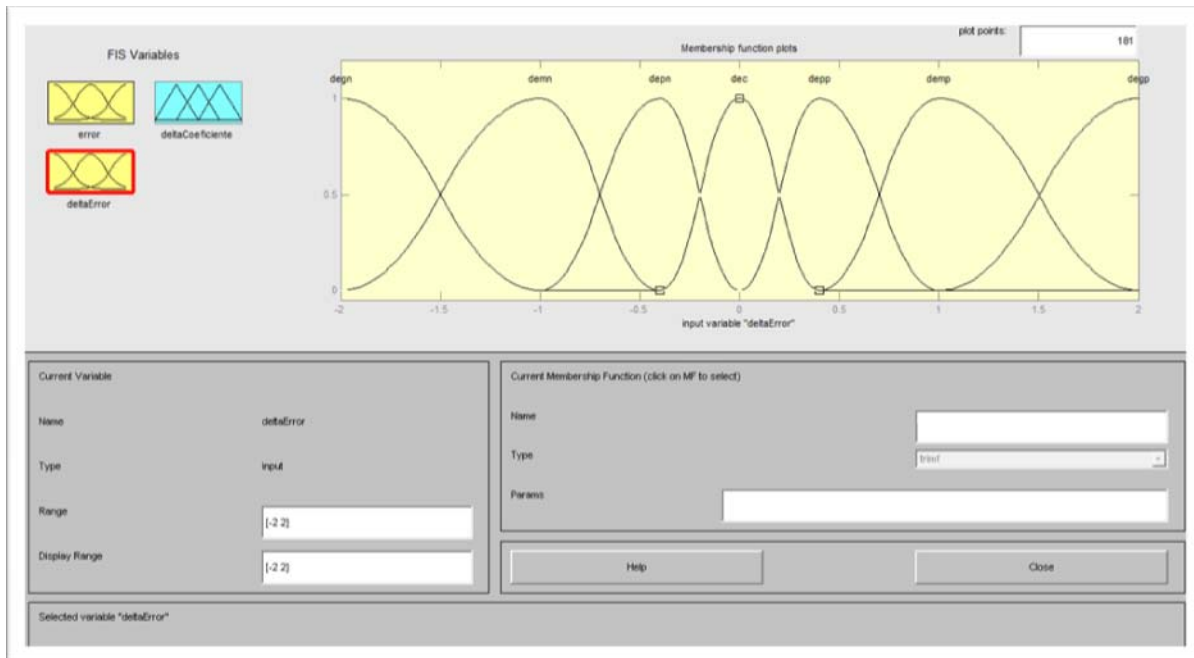 plot points: 181
FIS Variables
Membership function plots
degn demn depn dec depp demp degp
error
deltaCoeficiente
deltaError
1
0.5
0
-2 -1.5 -1 -0.5 0 0.5 1 1.5 2
input variable "deltaError"
Current Variable
Name deltaError
Type input
Range [-2 2]
Display Range [-2 2]
Current Membership Function (click on MF to select)
Name
Type trimf
Params
Help Close
Selected variable "deltaError"